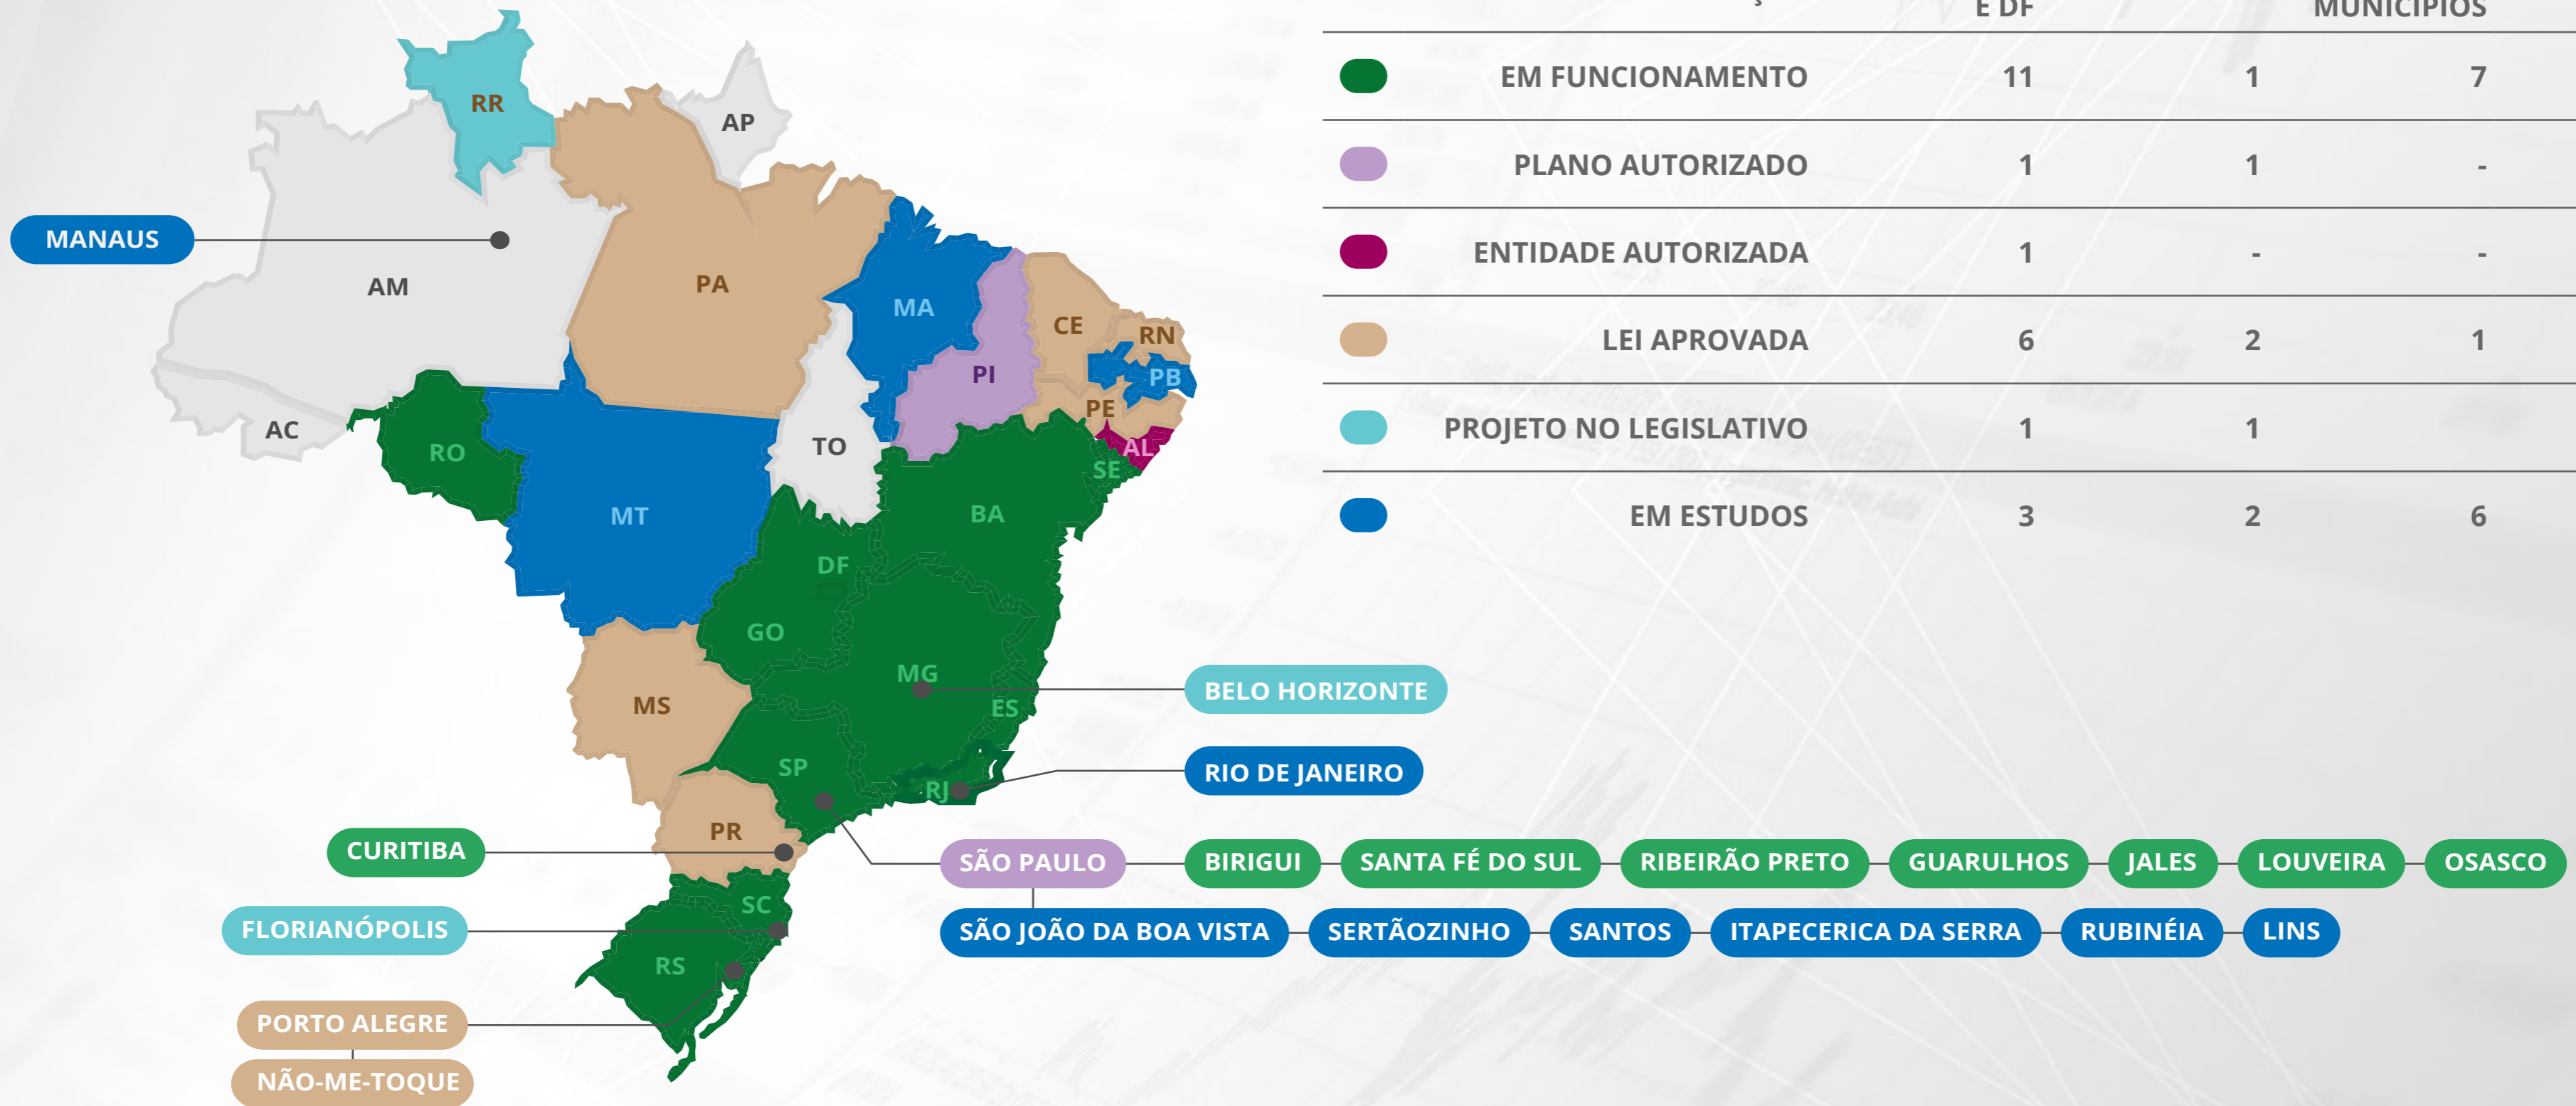 E DF MUNICÍPIOS
EM FUNCIONAMENTO 11 1 7
PLANO AUTORIZADO 1 1 -
ENTIDADE AUTORIZADA 1 - -
LEI APROVADA 6 2 1
PROJETO NO LEGISLATIVO 1 1
EM ESTUDOS 3 2 6
RR
AP
MANAUS
AM
PA
MA
CE
RN
PI
PB
PE
AC
RO
TO
AL
SE
MT
BA
DF
GO
MG
BELO HORIZONTE
MS
ES
SP
RIO DE JANEIRO
RJ
PR
CURITIBA
SÃO PAULO BIRIGUI SANTA FÉ DO SUL RIBEIRÃO PRETO GUARULHOS JALES LOUVEIRA OSASCO
SC
FLORIANÓPOLIS
SÃO JOÃO DA BOA VISTA SERTÃOZINHO SANTOS ITAPECERICA DA SERRA RUBINÉIA LINS
RS
PORTO ALEGRE
NÃO-ME-TOQUE